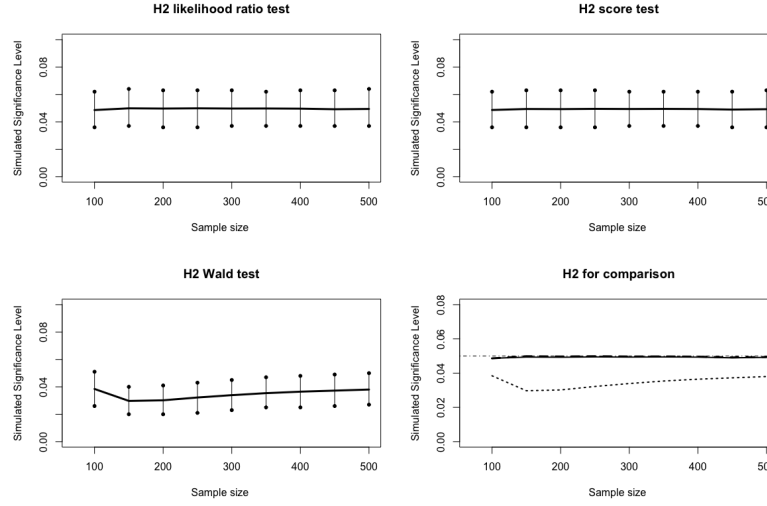 H2 likelihood ratio test
Simulated Significance Level
0.00 0.04 0.08
100 200 300 400 500
Sample size
H2 score test
Simulated Significance Level
0.00 0.04 0.08
100 200 300 400 50
Sample size
H2 Wald test
Simulated Significance Level
0.00 0.04 0.08
100 200 300 400 500
Sample size
H2 for comparison
Simulated Significance Level
0.00 0.02 0.04 0.06 0.08
100 200 300 400 50
Sample size